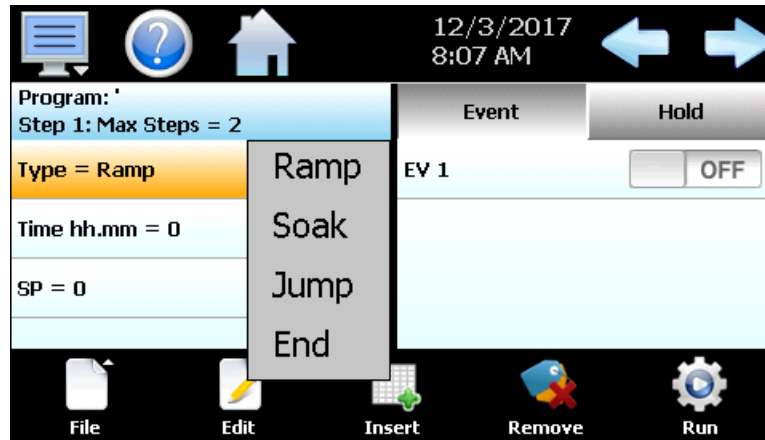 ?
12/3/2017
8:07 AM
Program: '
Step 1: Max Steps = 2
Event
Hold
Type = Ramp
Ramp
EV 1
OFF
Time hh.mm = 0
Soak
SP = 0
Jump
End
File
Edit
Insert
Remove
Run